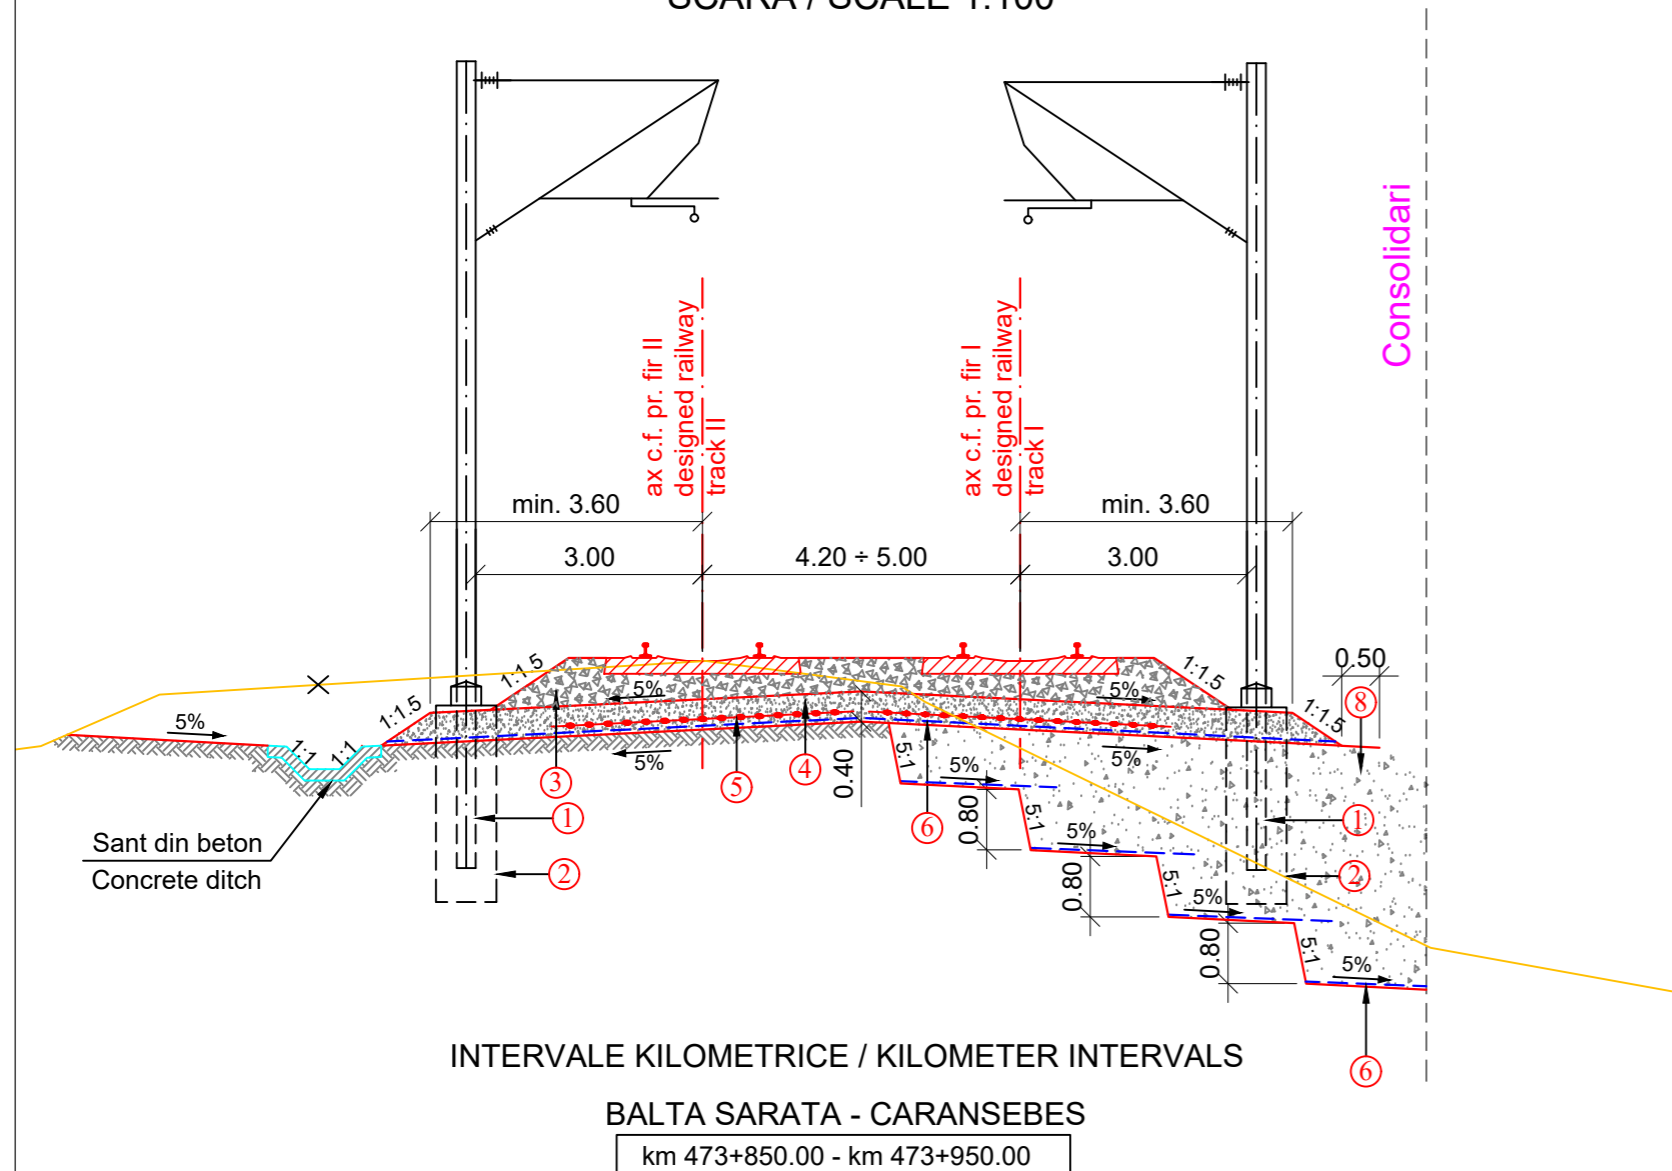 SCARA / SCALE 1:100
Consolidari
ax c.f. pr. fir II
designed railway
track II
ax c.f. pr. fir I
designed railway
track I
min. 3.60
min. 3.60
3.00
4.20 ÷ 5.00
3.00
0.50
1:1.5
1:1.5
1:1.5
1:1.5
5%
5%
5%
8
1:1
1:1
5%
5%
5:1
0.40
3
5
4
6
1
1
2
2
5%
0.80
5:1
5%
0.80
5:1
5%
0.80
5:1
5%
6
Sant din beton
Concrete ditch
INTERVALE KILOMETRICE / KILOMETER INTERVALS
BALTA SARATA - CARANSEBES
km 473+850.00 - km 473+950.00